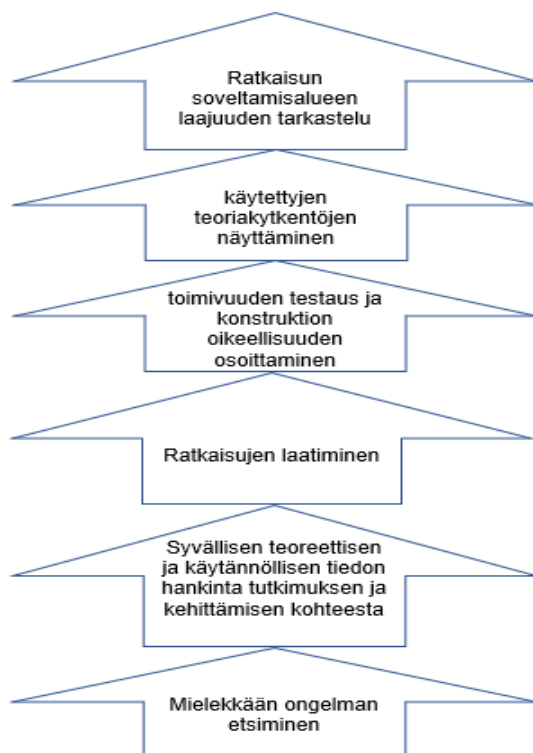 Ratkaisun
soveltamisalueen
laajuuden tarkastelu
käytettyjen
teoriakytkentöjen
näyttäminen
toimivuuden testaus ja
konstruktion
oikeellisuuden
osoittaminen
Ratkaisujen laatiminen
Syvällisen teoreettisen
ja käytännöllisen tiedon
hankinta tutkimuksen ja
kehittämisen kohteesta
Mielekkään ongelman
etsiminen